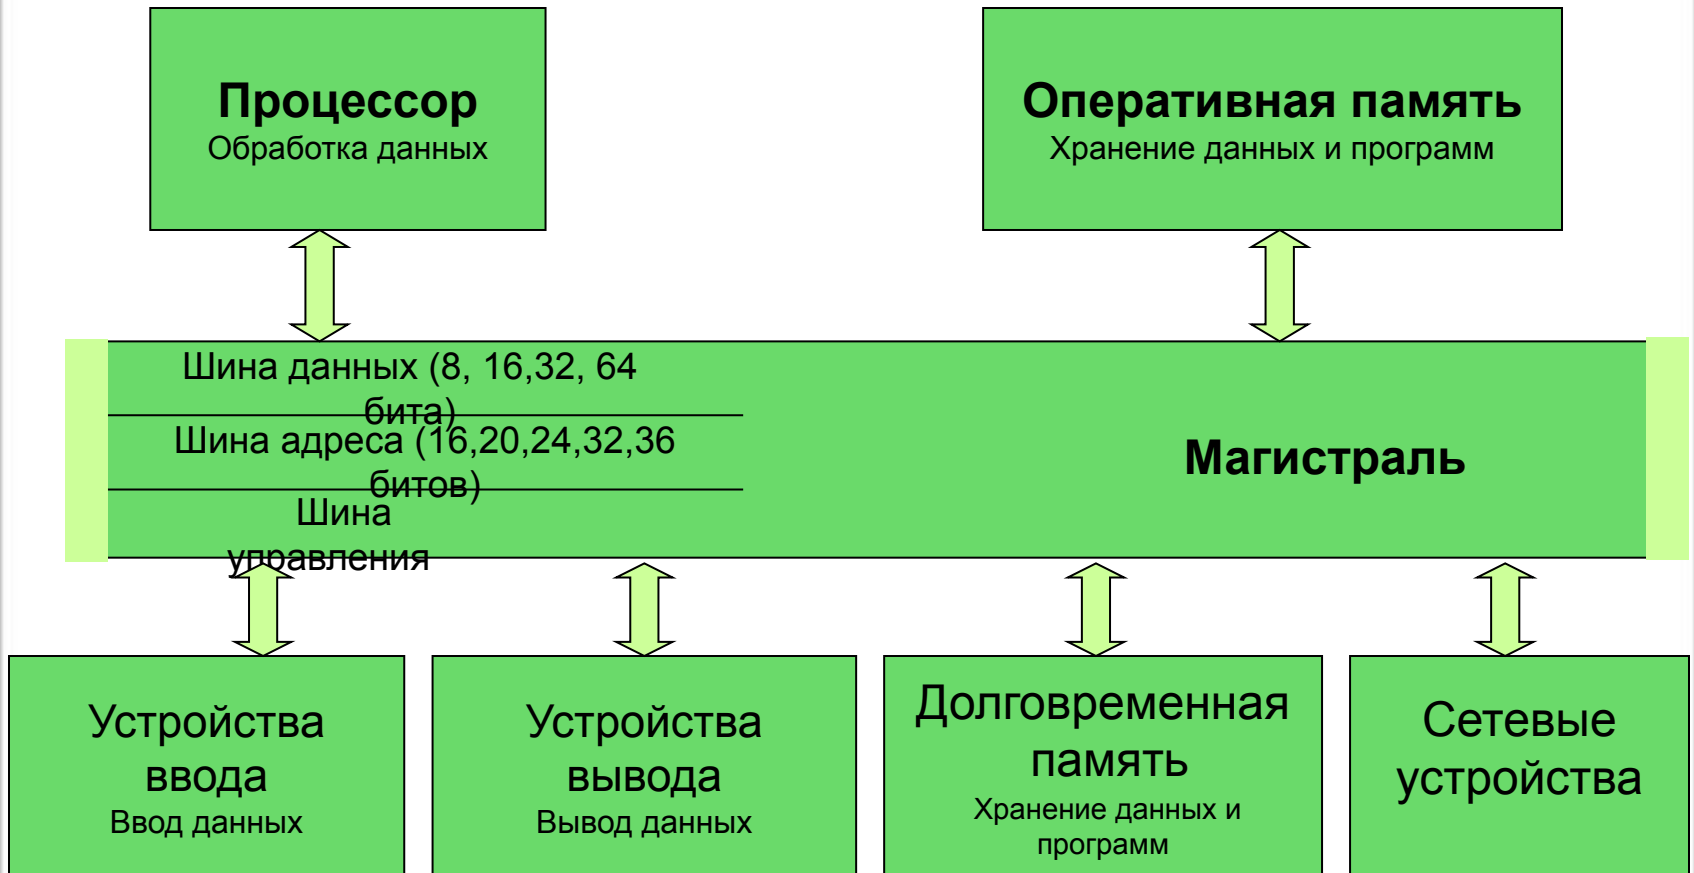 Процессор
Обработка данных
Оперативная память
Хранение данных и программ
Шина данных (8, 16,32, 64
бита)
Шина адреса (16,20,24,32,36
битов)
Шина
управления
Магистраль
Устройства
ввода
Ввод данных
Устройства
вывода
Вывод данных
Долговременная
память
Хранение данных и
программ
Сетевые
устройства